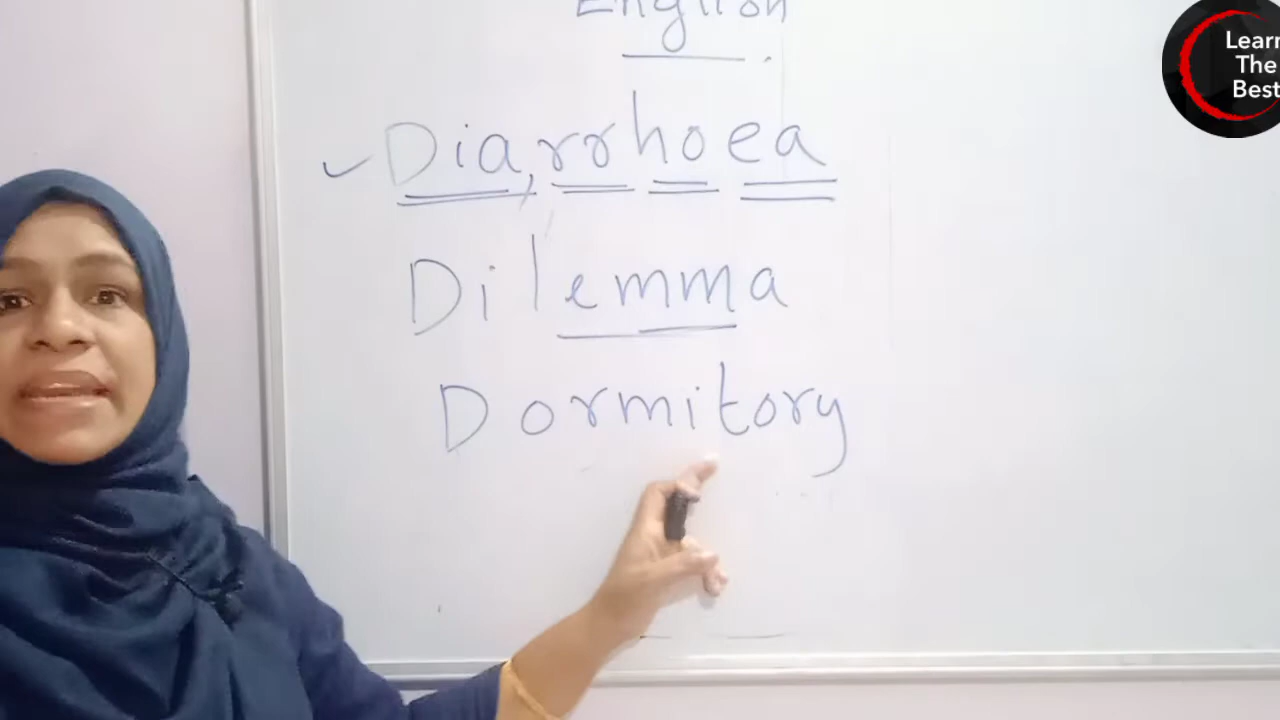 English
Diarrhoea
Dilemma
Dormitory
Learn
The
Best